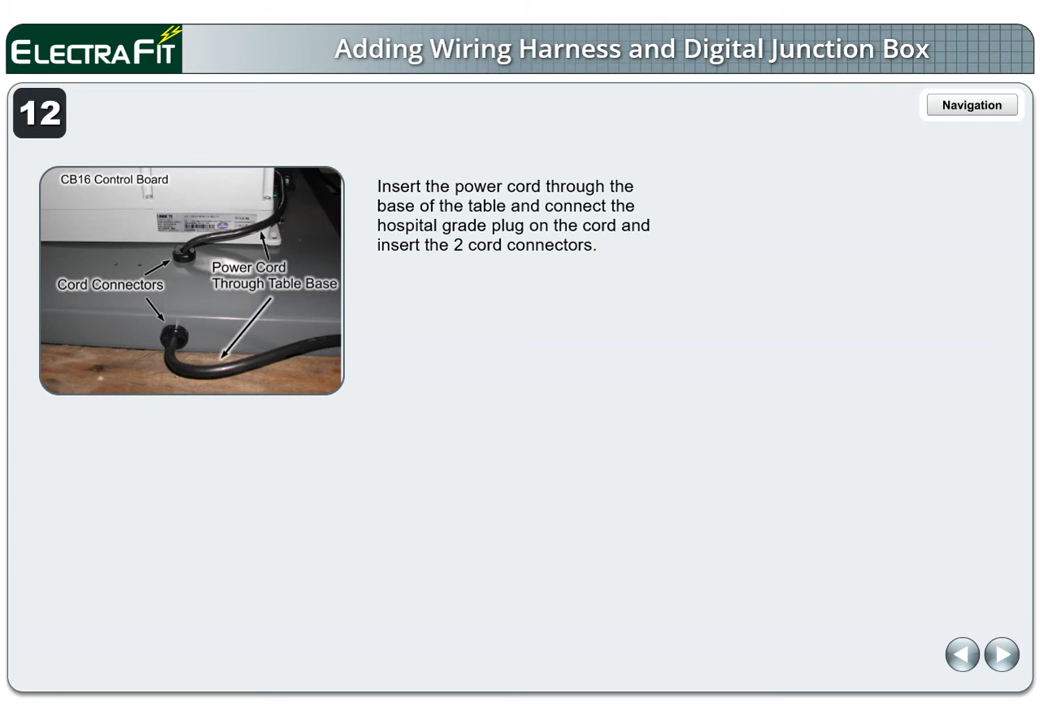 ELECTRAFIT
Adding Wiring Harness and Digital Junction Box
12
Navigation
CB16 Control Board
Power Cord
Through Table Base
Cord Connectors
Insert the power cord through the
base of the table and connect the
hospital grade plug on the cord and
insert the 2 cord connectors.